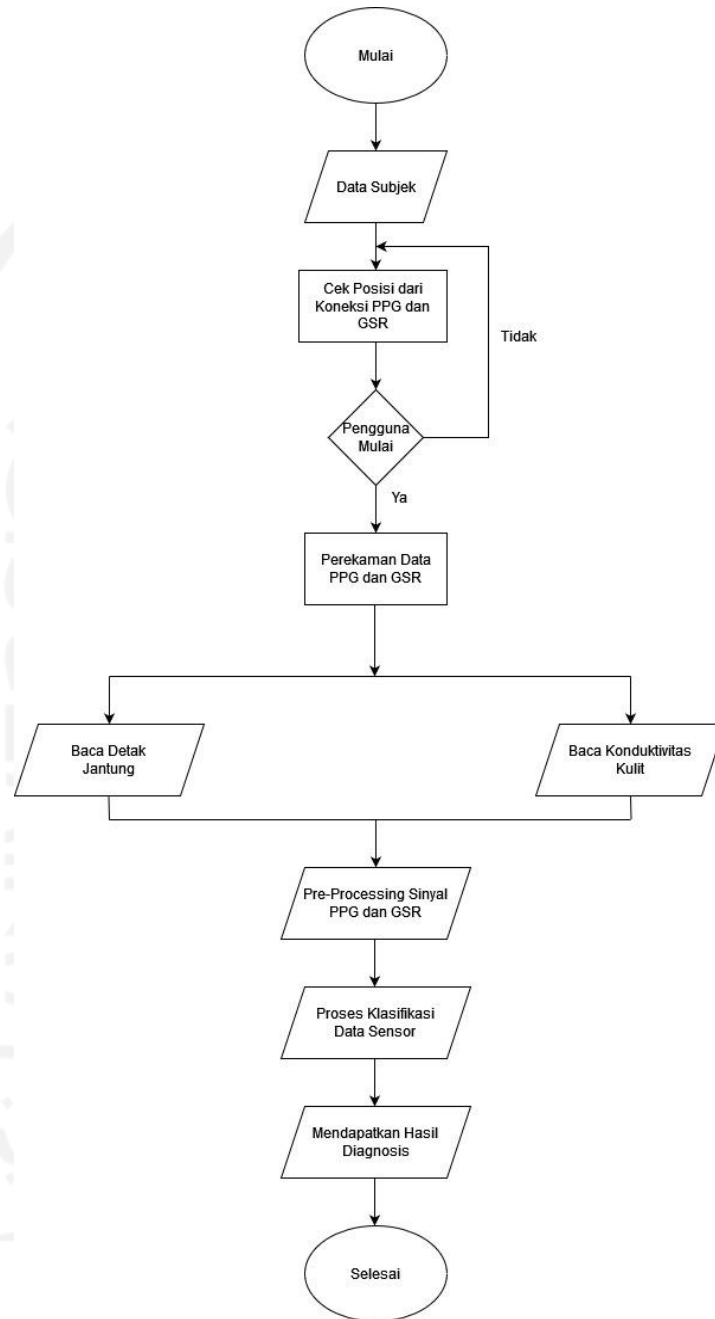 Mulai
Data Subjek
Cek Posisi dari
Koneksi PPG dan
GSR
Tidak
Pengguna
Mulai
Ya
Perekaman Data
PPG dan GSR
Baca Detak
Jantung
Baca Konduktivitas
Kulit
Pre-Processing Sinyal
PPG dan GSR
Proses Klasifikasi
Data Sensor
Mendapatkan Hasil
Diagnosis
Selesai